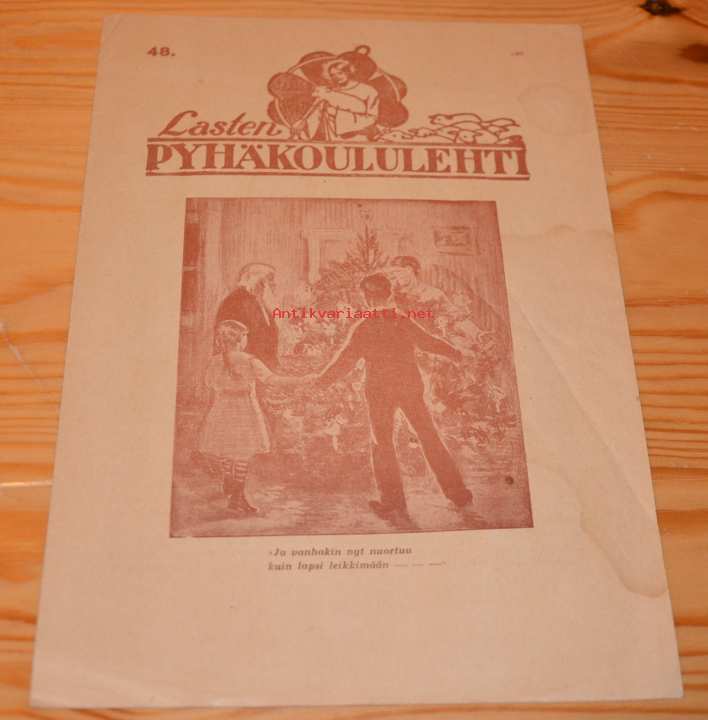 48.
Lasten
PYHÄKOULULEHTI
Antikvariaatti.net
»Ja vanhakin nyt nuortuu
kuin lapsi leikkimään — — —»